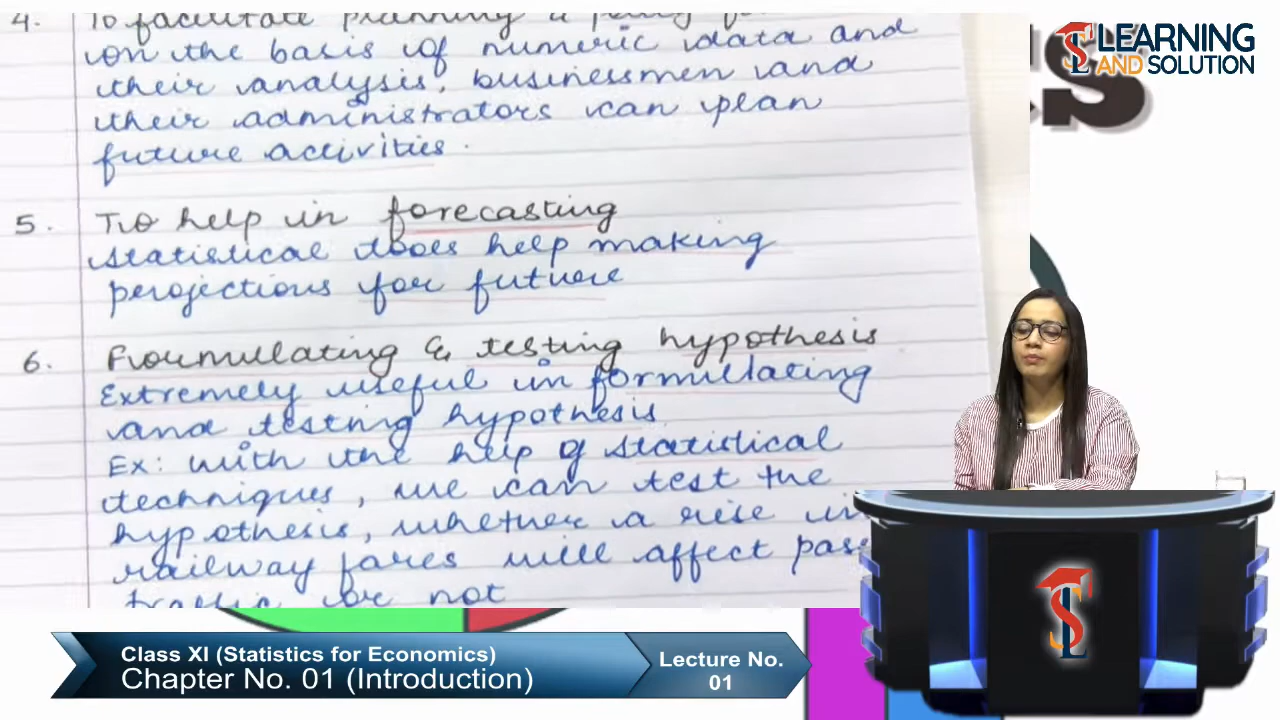 4. To facilitate planning &
on the basis of numeric data and
their analysis, businessmen and
their administrators can plan
future activities.
5. To help in forecasting
statistical tools help making
projections for future
6. Formulating & testing hypothesis
Extremely useful in formulating
and testing hypothesis
Ex: with the help of statistical
techniques, we can test the
hypothesis, whether a rise in
railway fares will affect
traffic or not
LEARNING
AND SOLUTION
Class XI (Statistics for Economics)
Chapter No. 01 (Introduction)
Lecture No.
01